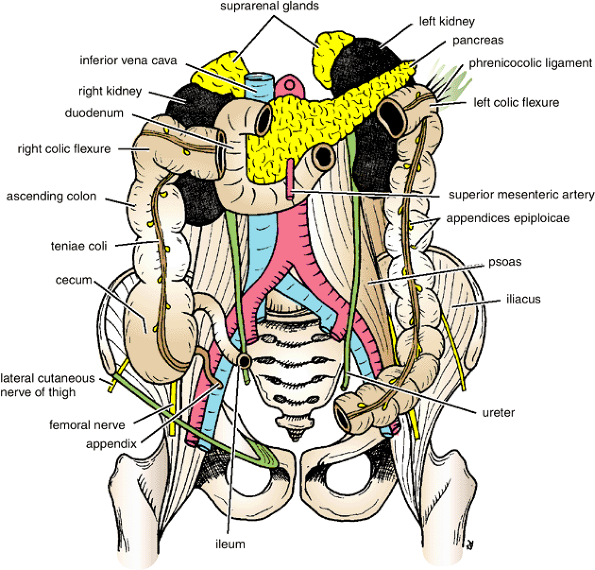 suprarenal glands
left kidney
pancreas
inferior vena cava
phrenicocolic ligament
right kidney
left colic flexure
duodenum
right colic flexure
ascending colon
superior mesenteric artery
appendices epiploicae
teniae coli
psoas
cecum
iliacus
lateral cutaneous
nerve of thigh
ureter
femoral nerve
appendix
ileum